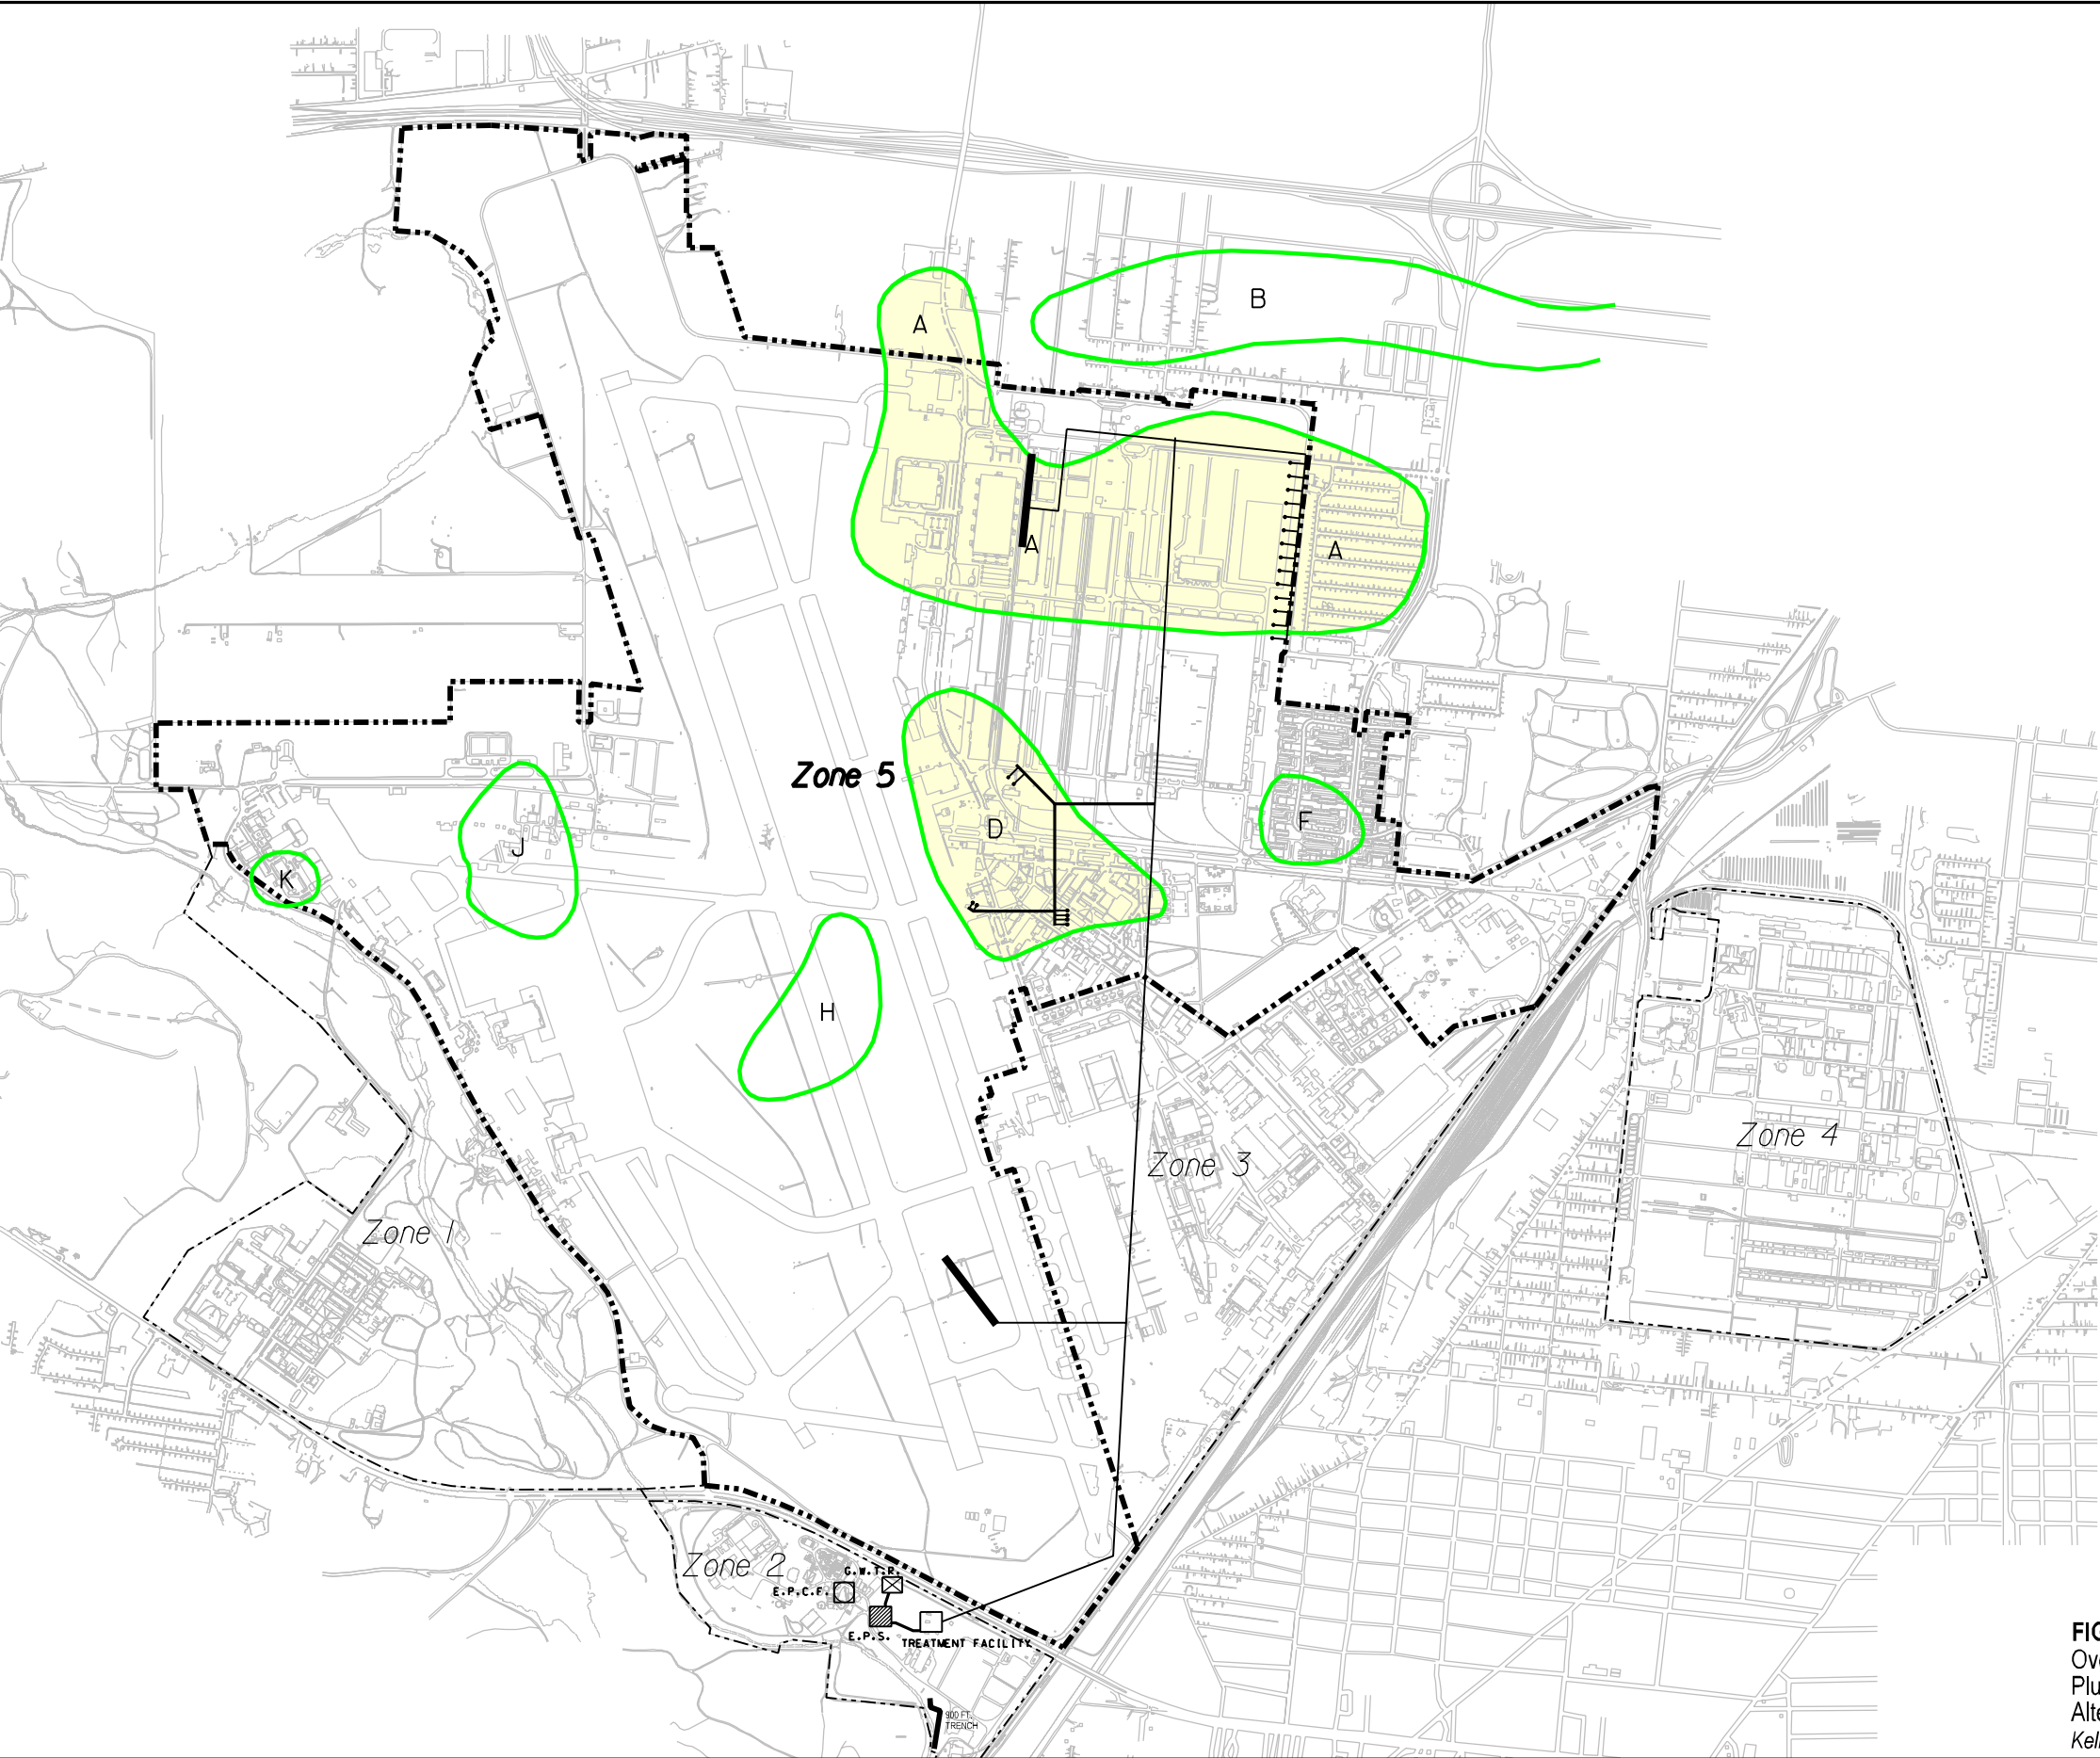 B
A
A
A
Zone 5
D
F
J
K
H
Zone 4
Zone 3
Zone 1
Zone 2
G.W.T.R.
E.P.C.F.
E.P.S.
TREATMENT FACILITY
FIG
Ove
Plu
Alte
Kell
900 FT.
TRENCH